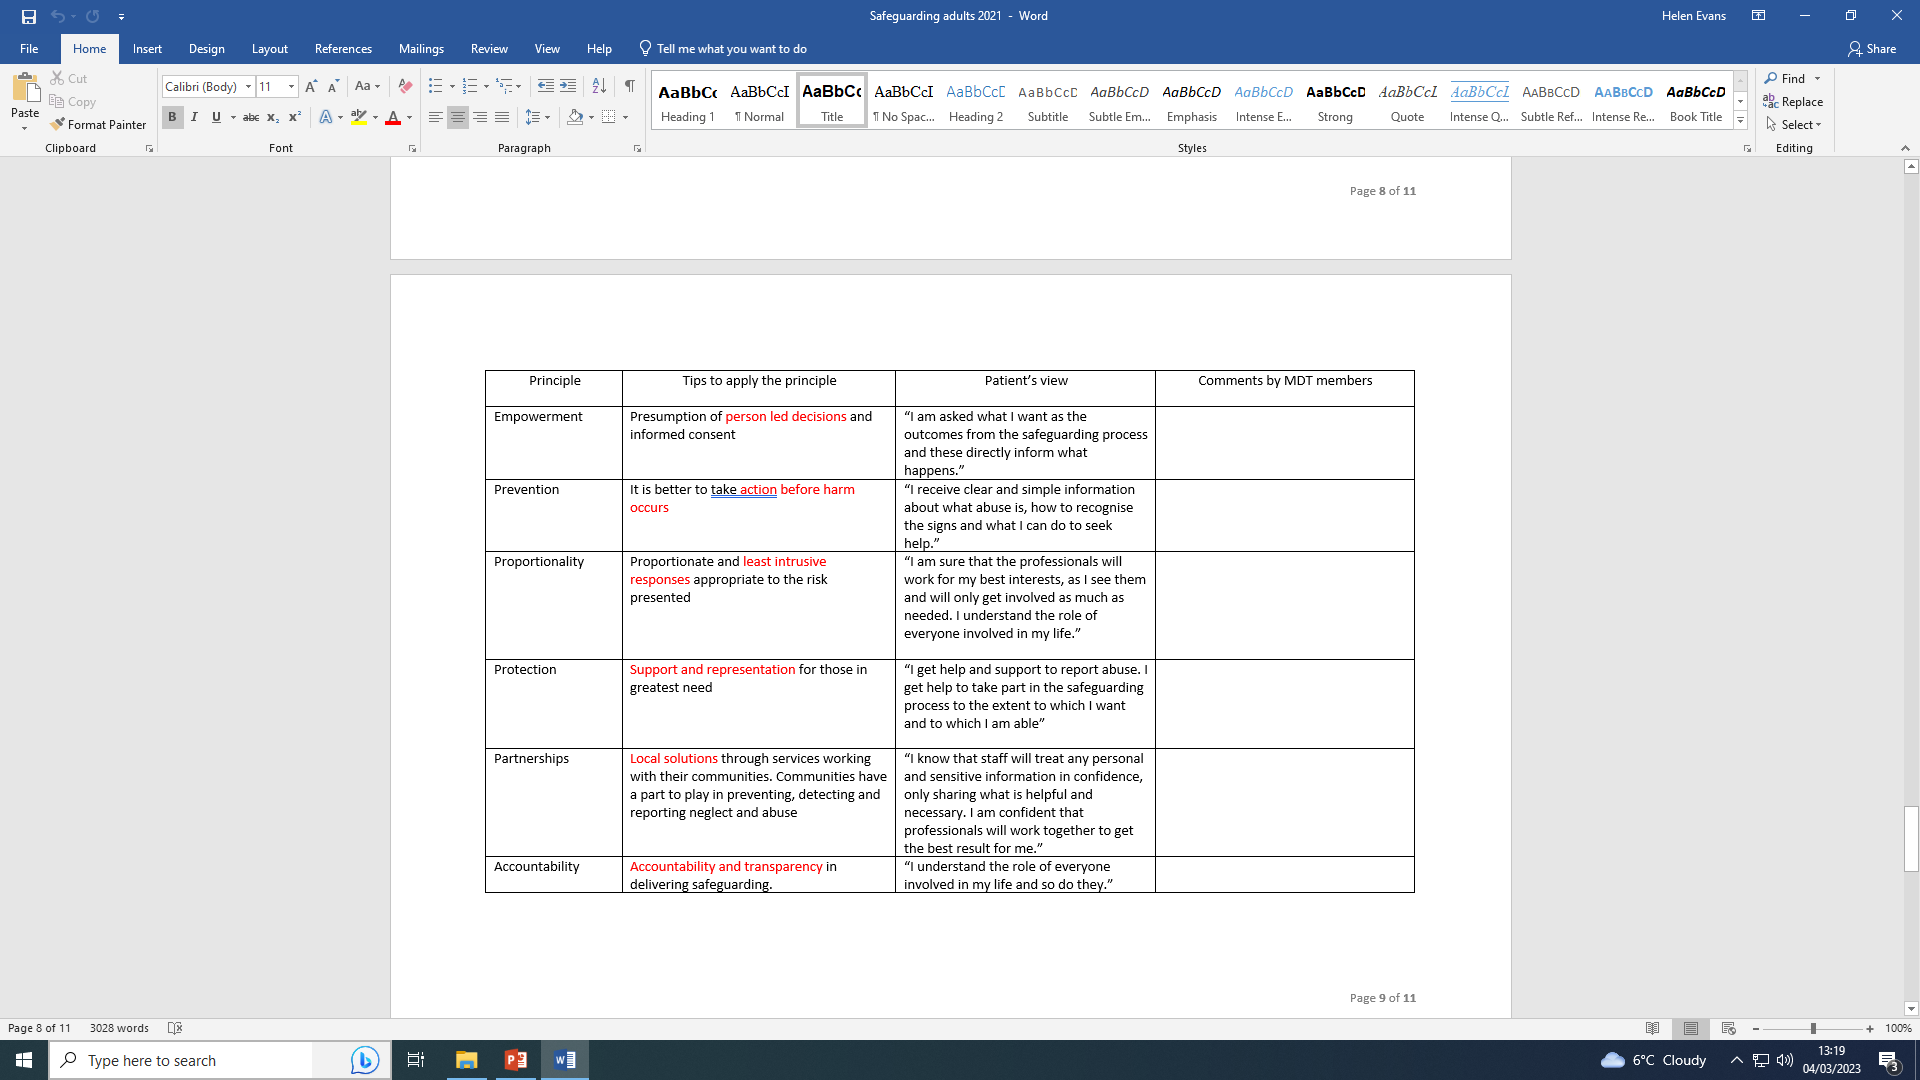 Safeguarding adults 2021 - Word
Helen Evans
File Home Insert Design Layout References Mailings Review View Help Tell me what you want to do
Share
Paste
Cut
Copy
Format Painter
Clipboard
Calibri (Body) 11
Font
Paragraph
AaBbCc AaBbCcI AaBbCc AaBbCcI AaBbCcD AaBbCcD AaBbCcD AaBbCcD AaBbCcD AaBbCcD AaBbCcL AaBbCcL AaBbCcD AaBbCcD AaBbCcD
Heading 1 ¶ Normal Title ¶ No Spac... Heading 2 Subtitle Subtle Em... Emphasis Intense E... Strong Quote Intense Q... Subtle Ref... Intense Re... Book Title
Styles
Find
Replace
Select
Editing
Page 8 of 11
Principle
Tips to apply the principle
Patient’s view
Comments by MDT members
Empowerment
Presumption of person led decisions and
informed consent
“I am asked what I want as the
outcomes from the safeguarding process
and these directly inform what
happens.”
Prevention
It is better to take action before harm
occurs
“I receive clear and simple information
about what abuse is, how to recognise
the signs and what I can do to seek
help.”
Proportionality
Proportionate and least intrusive
responses appropriate to the risk
presented
“I am sure that the professionals will
work for my best interests, as I see them
and will only get involved as much as
needed. I understand the role of
everyone involved in my life.”
Protection
Support and representation for those in
greatest need
“I get help and support to report abuse. I
get help to take part in the safeguarding
process to the extent to which I want
and to which I am able”
Partnerships
Local solutions through services working
with their communities. Communities have
a part to play in preventing, detecting and
reporting neglect and abuse
“I know that staff will treat any personal
and sensitive information in confidence,
only sharing what is helpful and
necessary. I am confident that
professionals will work together to get
the best result for me.”
Accountability
Accountability and transparency in
delivering safeguarding.
“I understand the role of everyone
involved in my life and so do they.”
Page 9 of 11
Page 8 of 11 3028 words
100%
Type here to search
6°C Cloudy
13:19
04/03/2023
3